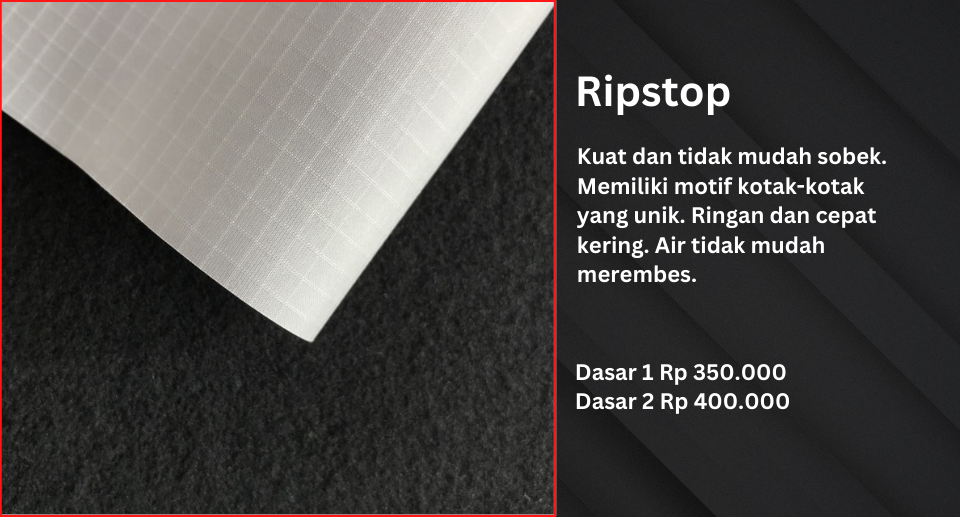 Ripstop
Kuat dan tidak mudah sobek.
Memiliki motif kotak-kotak
yang unik. Ringan dan cepat
kering. Air tidak mudah
merembes.
Dasar 1 Rp 350.000
Dasar 2 Rp 400.000